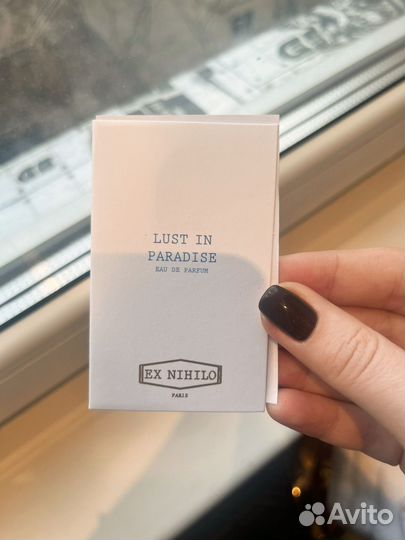 LUST IN
PARADISE
EAU DE PARFUM
EX NIHILO
PARIS
Avito